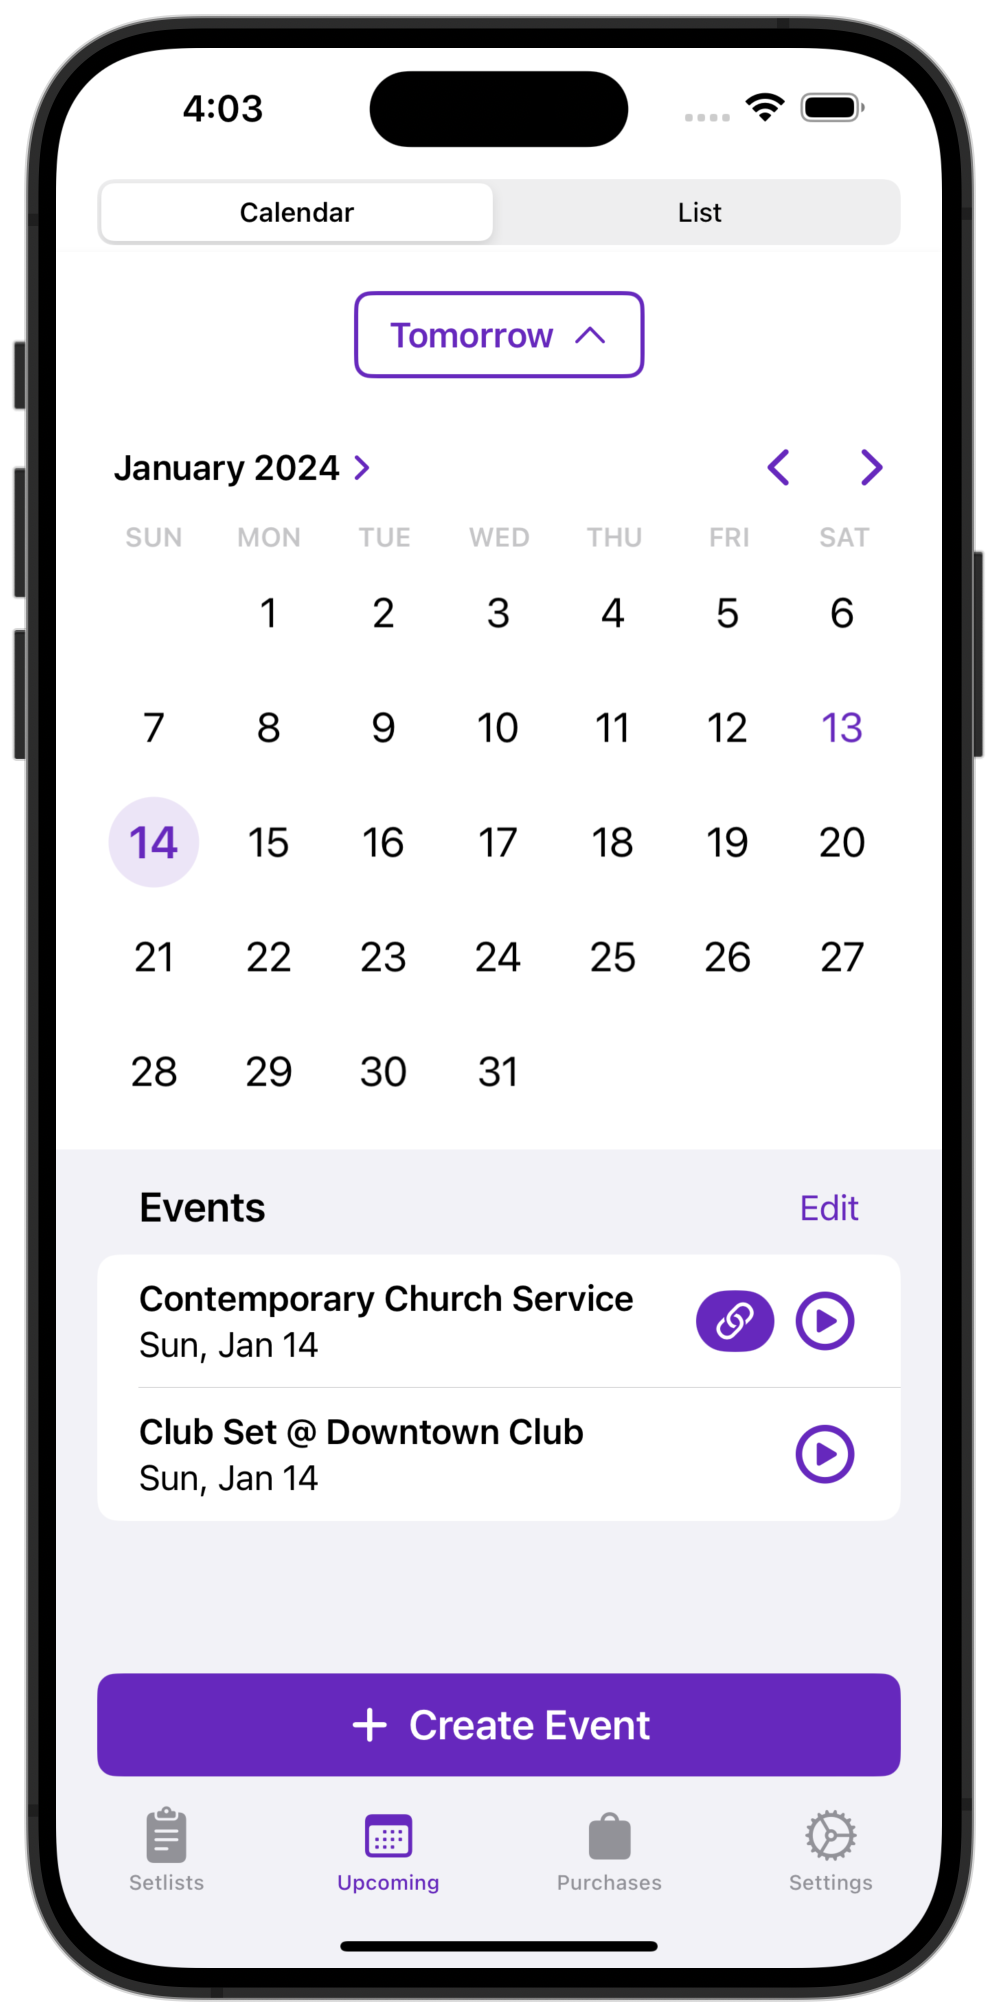 4:03
Calendar List
Tomorrow
January 2024
SUN MON TUE WED THU FRI SAT
1 2 3 4 5 6
7 8 9 10 11 12 13
14 15 16 17 18 19 20
21 22 23 24 25 26 27
28 29 30 31
Events Edit
Contemporary Church Service
Sun, Jan 14
Club Set @ Downtown Club
Sun, Jan 14
+ Create Event
Setlists Upcoming Purchases Settings